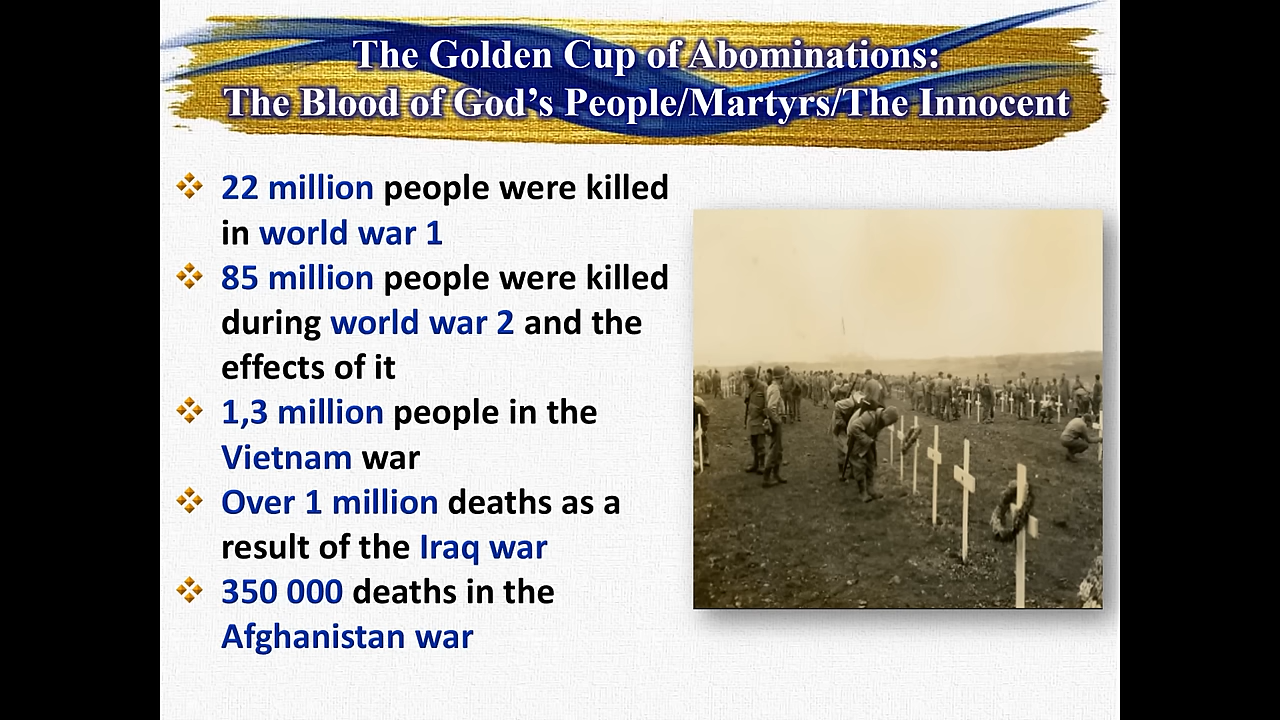 The Golden Cup of Abominations:
The Blood of God’s People/Martyrs/The Innocent
22 million people were killed
in world war 1
85 million people were killed
during world war 2 and the
effects of it
1,3 million people in the
Vietnam war
Over 1 million deaths as a
result of the Iraq war
350 000 deaths in the
Afghanistan war